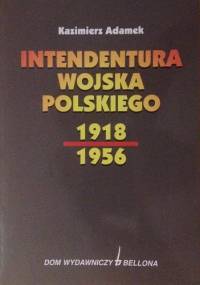 Kazimierz Adamek
INTENDENTURA
WOJSKA
POLSKIEGO
1918
1956
DOM WYDAWNICZY BELLONA